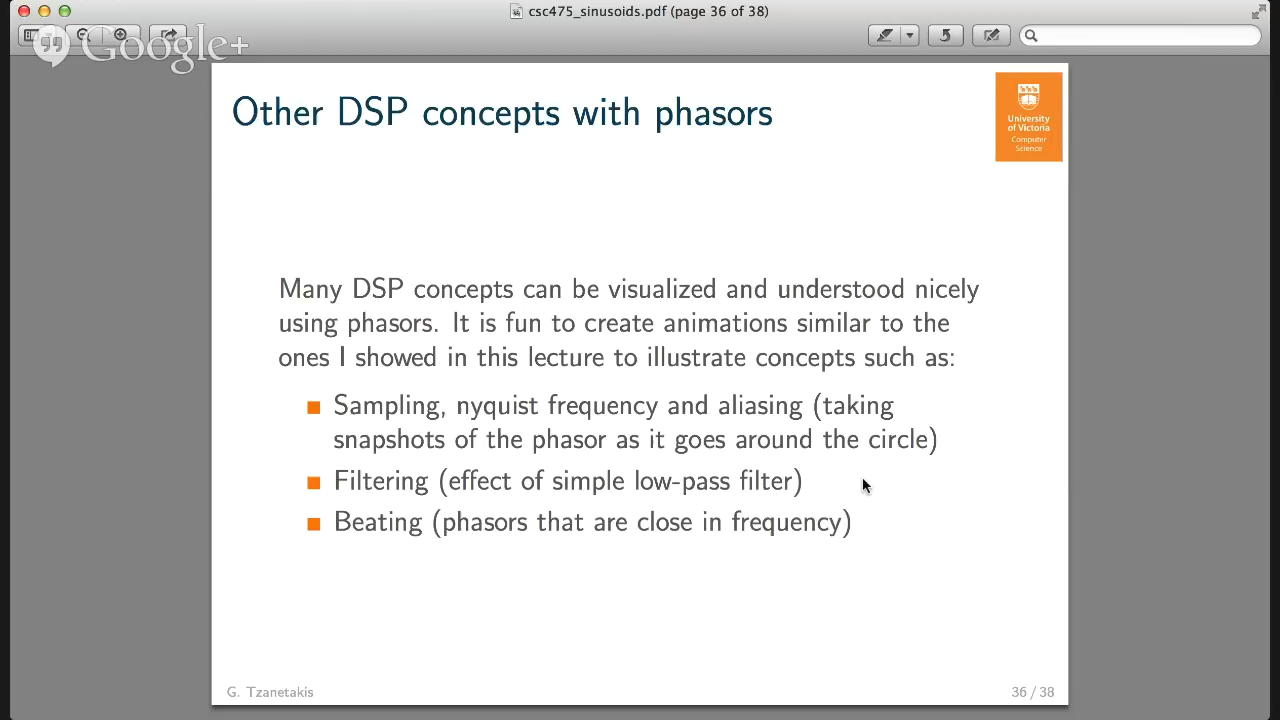 csc475_sinusoids.pdf (page 36 of 38)
Google+
Other DSP concepts with phasors
University
of Victoria
Computer
Science
Many DSP concepts can be visualized and understood nicely
using phasors. It is fun to create animations similar to the
ones I showed in this lecture to illustrate concepts such as:
Sampling, nyquist frequency and aliasing (taking
snapshots of the phasor as it goes around the circle)
Filtering (effect of simple low-pass filter)
Beating (phasors that are close in frequency)
G. Tzanetakis
36 / 38